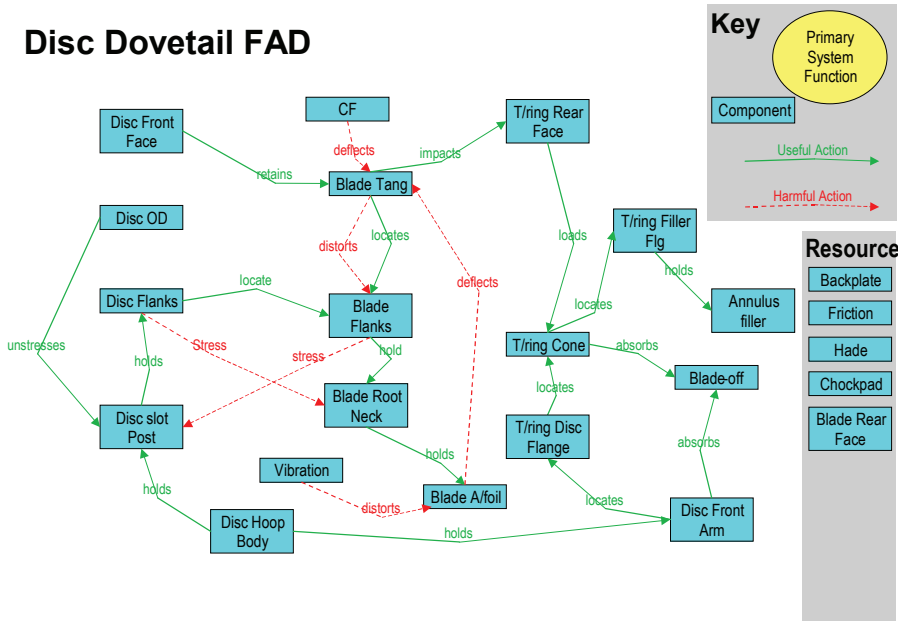 Disc Dovetail FAD
Key
Primary
System
Function
Component
Useful Action
Harmful Action
Resource
Backplate
Friction
Hade
Chockpad
Blade Rear
Face
CF
T/ring Rear
Face
Disc Front
Face
deflects
impacts
retains
Blade Tang
Disc OD
T/ring Filler
Flg
distorts
locates
loads
holds
deflects
locate
Disc Flanks
Blade
Flanks
locates
Annulus
filler
unstresses
Stress
stress
hold
T/ring Cone
absorbs
holds
Blade-off
locates
Blade Root
Neck
Disc slot
Post
T/ring Disc
Flange
absorbs
holds
Vibration
holds
distorts
Blade A/foil
locates
Disc Hoop
Body
holds
Disc Front
Arm